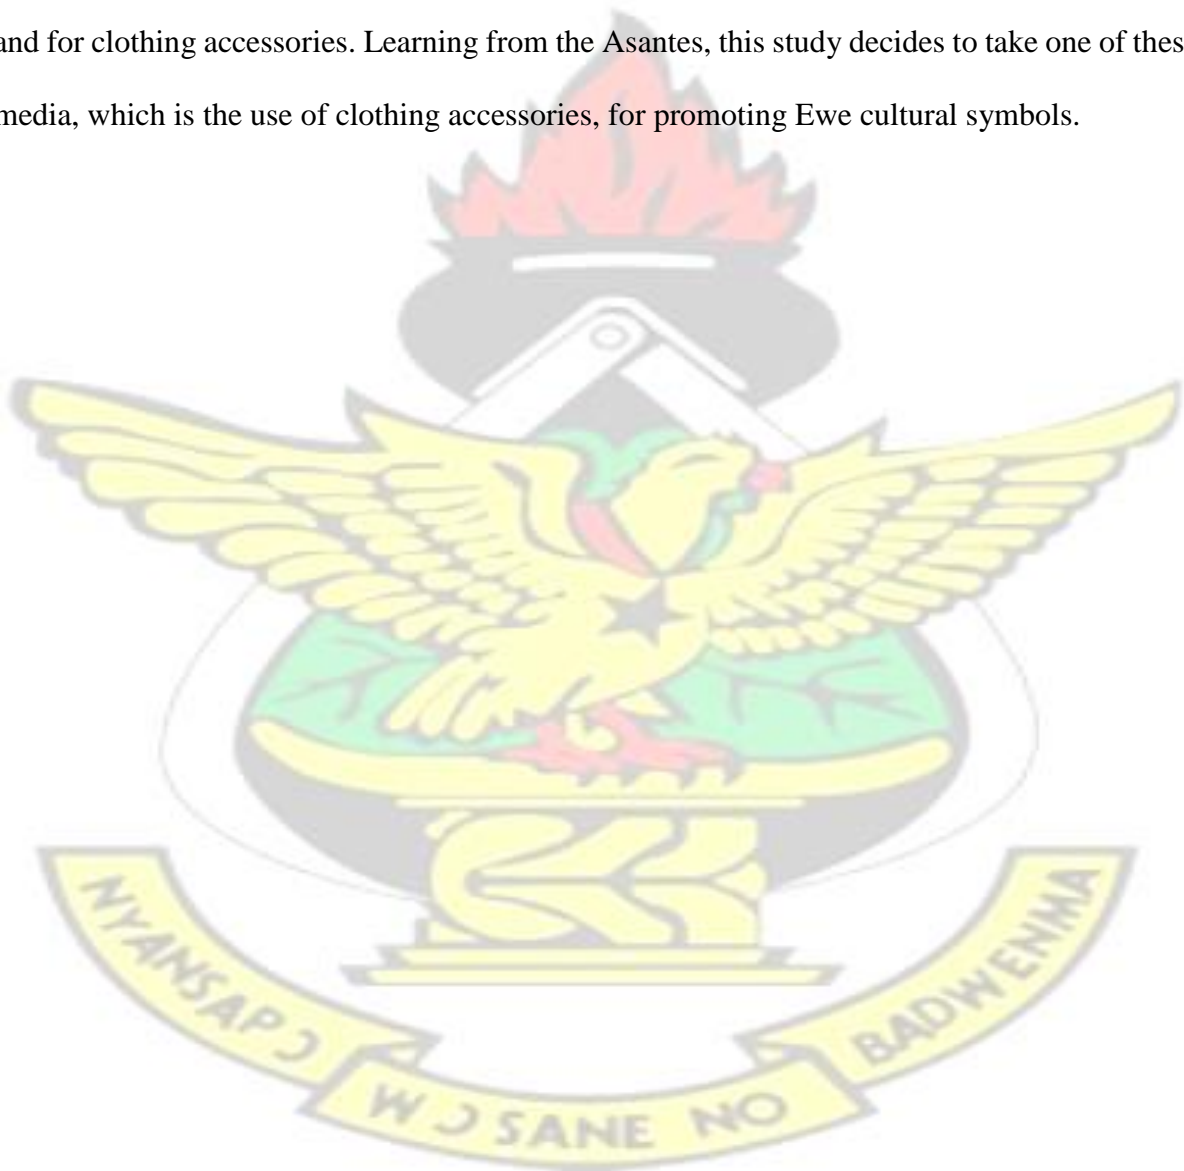 and for clothing accessories. Learning from the Asantes, this study decides to take one of thes
media, which is the use of clothing accessories, for promoting Ewe cultural symbols.
NYANSAPƆ
WƆSANE NO
BADWENMA